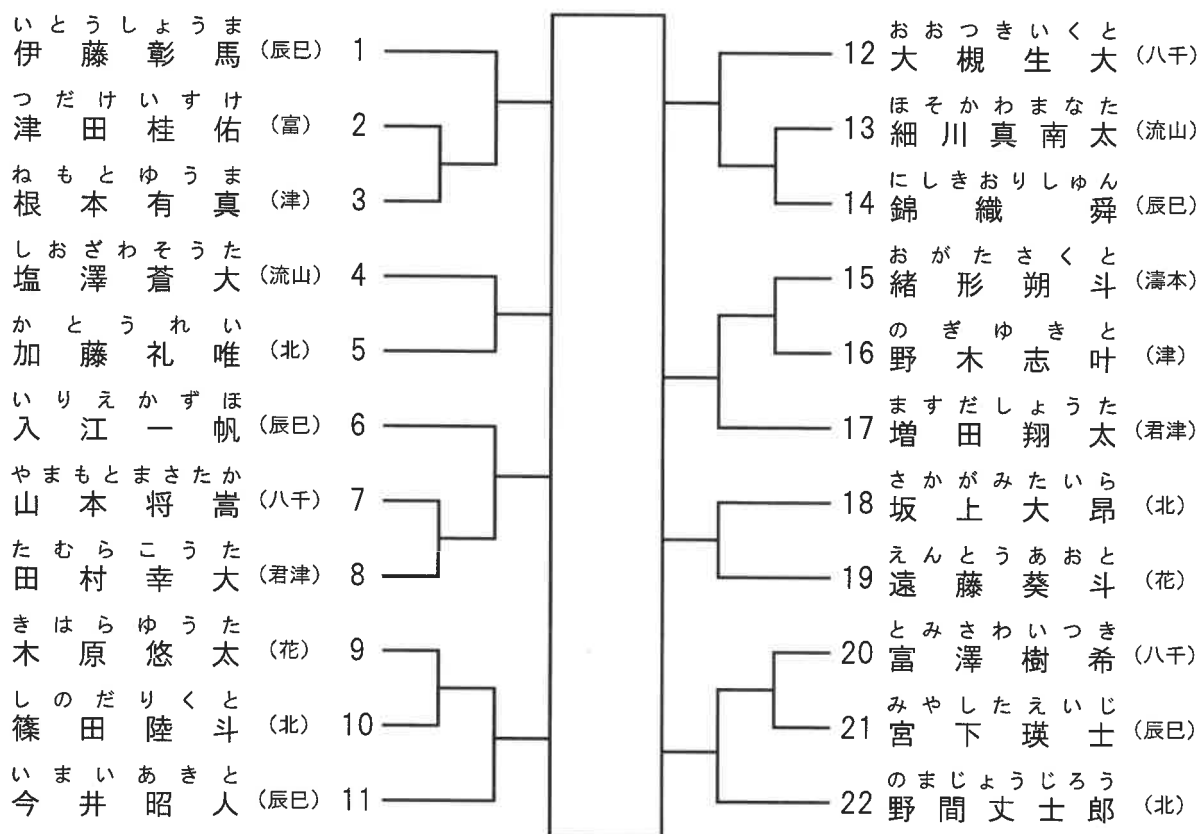 いとうしょうま
伊藤彰馬 (辰巳) 1
つだけいすけ
津田桂佑 (富) 2
ねもとゆうま
根本有真 (津) 3
しおざわそうた
塩澤蒼大 (流山) 4
かとうれい
加藤礼唯 (北) 5
いりえかずほ
入江一帆 (辰巳) 6
やまもとまさたか
山本将嵩 (八千) 7
たむらこうた
田村幸大 (君津) 8
きはらゆうた
木原悠太 (花) 9
しのだりくと
篠田陸斗 (北) 10
いまいあきと
今井昭人 (辰巳) 11
おおつきいくと
12 大槻生大 (八千)
ほそかわまなた
13 細川真南太 (流山)
にしきおりしゅん
14 錦織舜 (辰巳)
おがたさくと
15 緒形朔斗 (濤本)
のぎゆきと
16 野木志叶 (津)
ますだしょうた
17 増田翔太 (君津)
さかがみたいら
18 坂上大昂 (北)
えんとうあおと
19 遠藤葵斗 (花)
とみさわいつき
20 富澤樹希 (八千)
みやしたえいじ
21 宮下瑛士 (辰巳)
のまじょうじろう
22 野間丈士郎 (北)